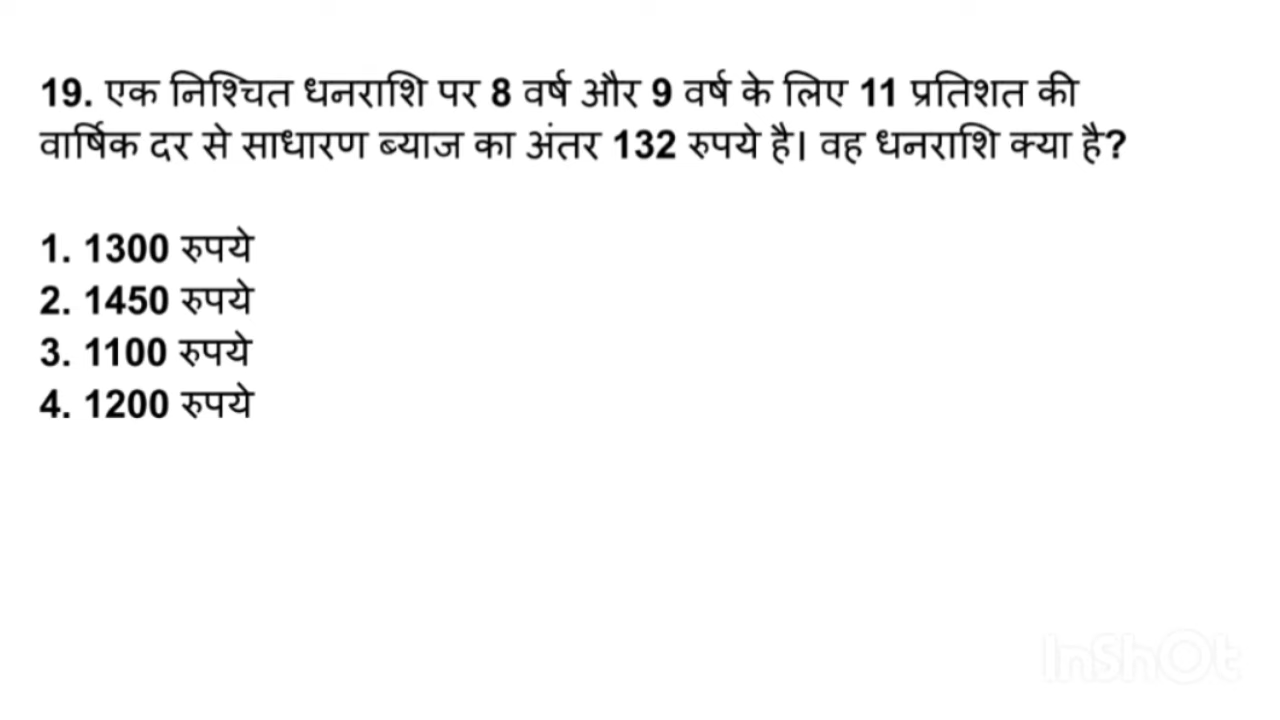 19. एक निश्चित धनराशि पर 8 वर्ष और 9 वर्ष के लिए 11 प्रतिशत की
वार्षिक दर से साधारण ब्याज का अंतर 132 रुपये है। वह धनराशि क्या है?
1. 1300 रुपये
2. 1450 रुपये
3. 1100 रुपये
4. 1200 रुपये
InShOt